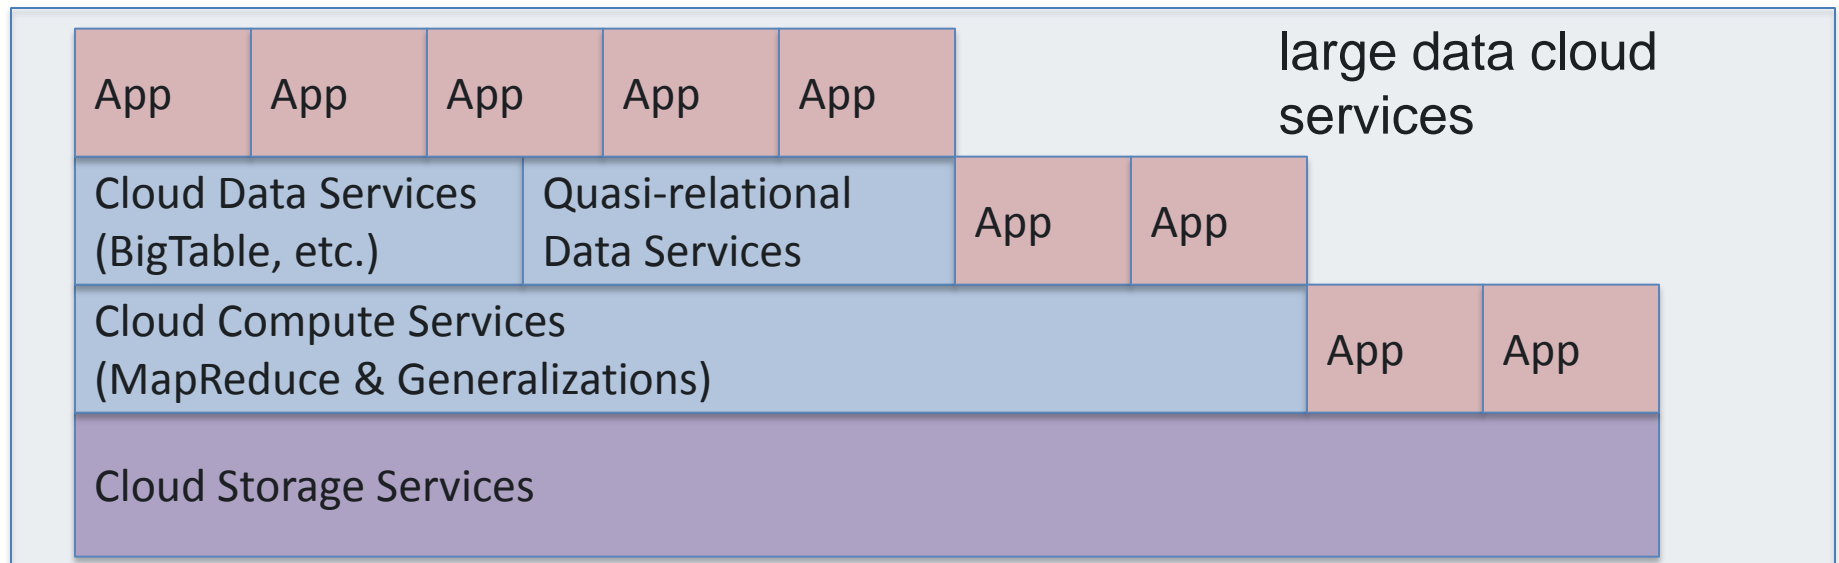 large data cloud
services
App
App
App
App
App
Cloud Data Services
(BigTable, etc.)
Quasi-relational
Data Services
App
App
Cloud Compute Services
(MapReduce & Generalizations)
App
App
Cloud Storage Services